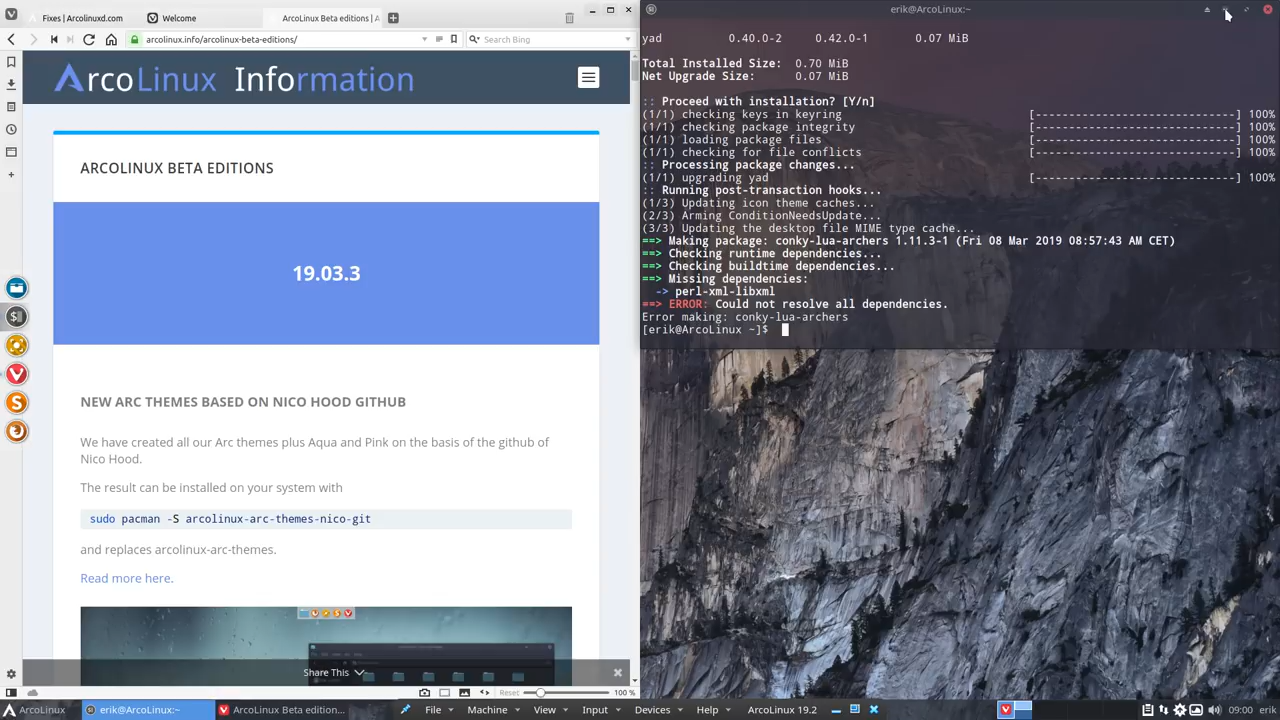 Fixes | Arcolinuxd.com
Welcome
ArcoLinux Beta editions | A
arcolinux.info/arcolinux-beta-editions/
Search Bing
ArcoLinux Information
ARCOLINUX BETA EDITIONS
19.03.3
NEW ARC THEMES BASED ON NICO HOOD GITHUB
We have created all our Arc themes plus Aqua and Pink on the basis of the github of
Nico Hood.
The result can be installed on your system with
sudo pacman -S arcolinux-arc-themes-nico-git
and replaces arcolinux-arc-themes.
Read more here.
Share This
Reset
100 %
erik@ArcoLinux:~
yad 0.40.0-2 0.42.0-1 0.07 MiB
Total Installed Size: 0.70 MiB
Net Upgrade Size: 0.07 MiB
:: Proceed with installation? [Y/n]
(1/1) checking keys in keyring [------------------------------] 100%
(1/1) checking package integrity [------------------------------] 100%
(1/1) loading package files [------------------------------] 100%
(1/1) checking for file conflicts [------------------------------] 100%
:: Processing package changes...
(1/1) upgrading yad [------------------------------] 100%
:: Running post-transaction hooks...
(1/3) Updating icon theme caches...
(2/3) Arming ConditionNeedsUpdate...
(3/3) Updating the desktop file MIME type cache...
==> Making package: conky-lua-archers 1.11.3-1 (Fri 08 Mar 2019 08:57:43 AM CET)
==> Checking runtime dependencies...
==> Checking buildtime dependencies...
==> Missing dependencies:
-> perl-xml-libxml
==> ERROR: Could not resolve all dependencies.
Error making: conky-lua-archers
[erik@ArcoLinux ~]$
ArcoLinux
erik@ArcoLinux:~
ArcoLinux Beta edition...
File Machine View Input Devices Help ArcoLinux 19.2
09:00 erik